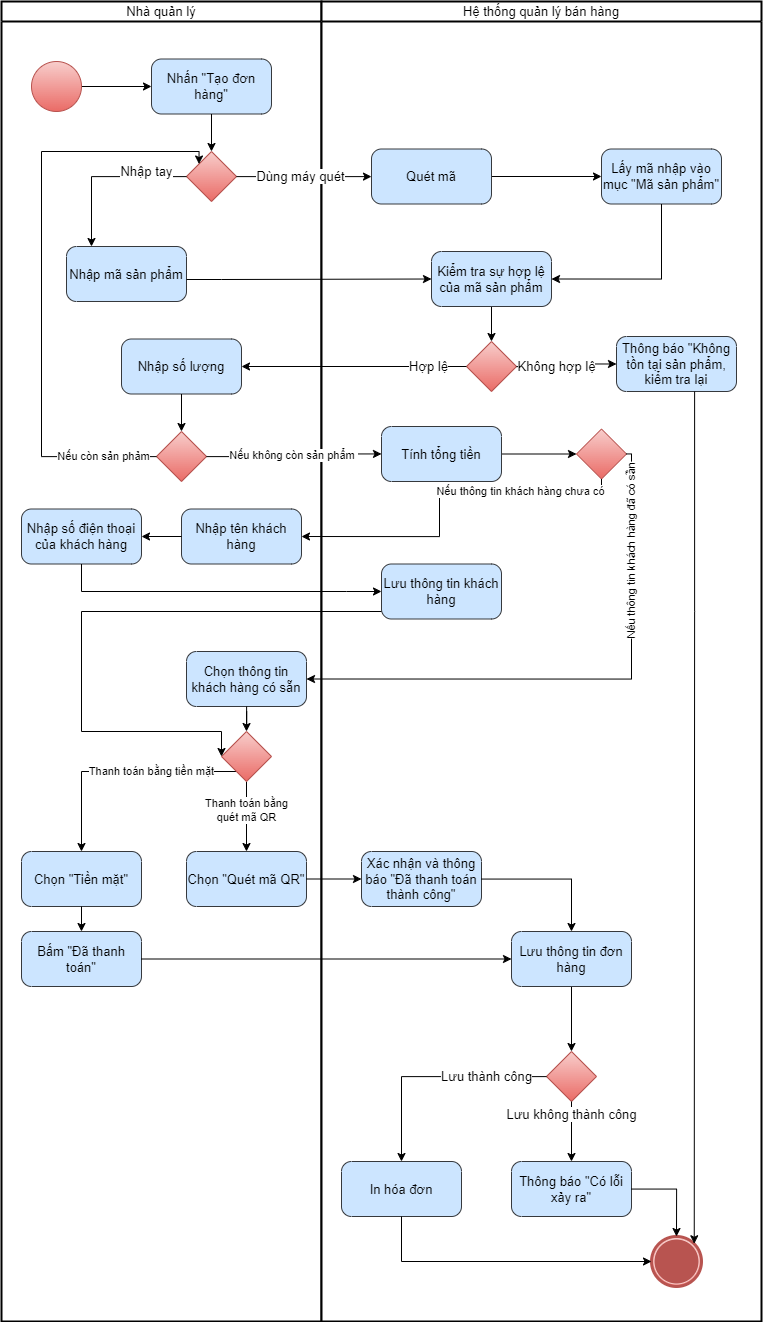 Nhà quản lý
Hệ thống quản lý bán hàng
Nhấn "Tạo đơn
hàng"
Nhập tay
Dùng máy quét
Quét mã
Lấy mã nhập vào
mục "Mã sản phẩm"
Nhập mã sản phẩm
Kiểm tra sự hợp lệ
của mã sản phẩm
Nhập số lượng
Hợp lệ
Không hợp lệ
Thông báo "Không
tồn tại sản phẩm,
kiểm tra lại
Nếu còn sản phảm
Nếu không còn sản phẩm
Tính tổng tiền
Nếu thông tin khách hàng chưa có
Nếu thông tin khách hàng đã có sẵn
Nhập số điện thoại
của khách hàng
Nhập tên khách
hàng
Lưu thông tin khách
hàng
Chọn thông tin
khách hàng có sẵn
Thanh toán bằng tiền mặt
Thanh toán bằng
quét mã QR
Chọn "Tiền mặt"
Chọn "Quét mã QR"
Xác nhận và thông
báo "Đã thanh toán
thành công"
Bấm "Đã thanh
toán"
Lưu thông tin đơn
hàng
Lưu thành công
Lưu không thành công
In hóa đơn
Thông báo "Có lỗi
xảy ra"